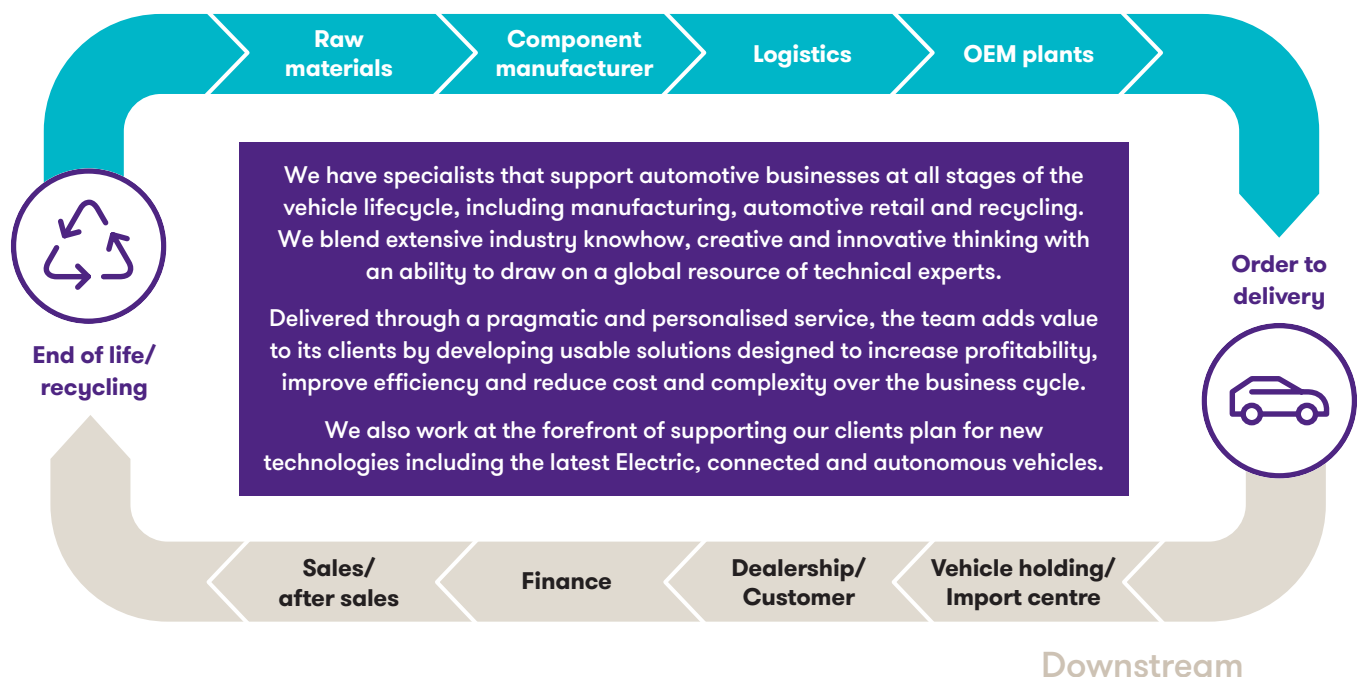 Raw
materials
Component
manufacturer
Logistics
OEM plants
We have specialists that support automotive businesses at all stages of the
vehicle lifecycle, including manufacturing, automotive retail and recycling.
We blend extensive industry knowhow, creative and innovative thinking with
an ability to draw on a global resource of technical experts.
Delivered through a pragmatic and personalised service, the team adds value
to its clients by developing usable solutions designed to increase profitability,
improve efficiency and reduce cost and complexity over the business cycle.
We also work at the forefront of supporting our clients plan for new
technologies including the latest Electric, connected and autonomous vehicles.
Order to
delivery
End of life/
recycling
Sales/
after sales
Finance
Dealership/
Customer
Vehicle holding/
Import centre
Downstream